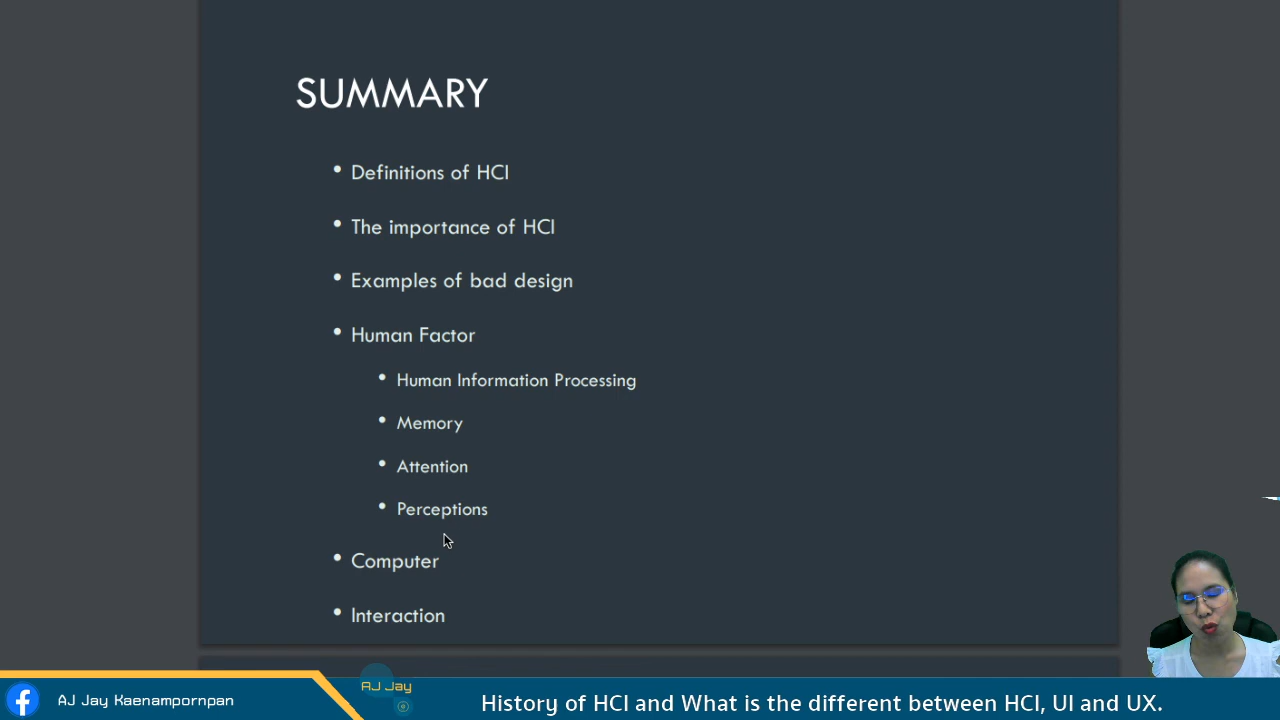 SUMMARY
• Definitions of HCI
• The importance of HCI
• Examples of bad design
• Human Factor
• Human Information Processing
• Memory
• Attention
• Perceptions
• Computer
• Interaction
AJ Jay Kaenampornpan
AJ Jay
History of HCI and What is the different between HCI, UI and UX.